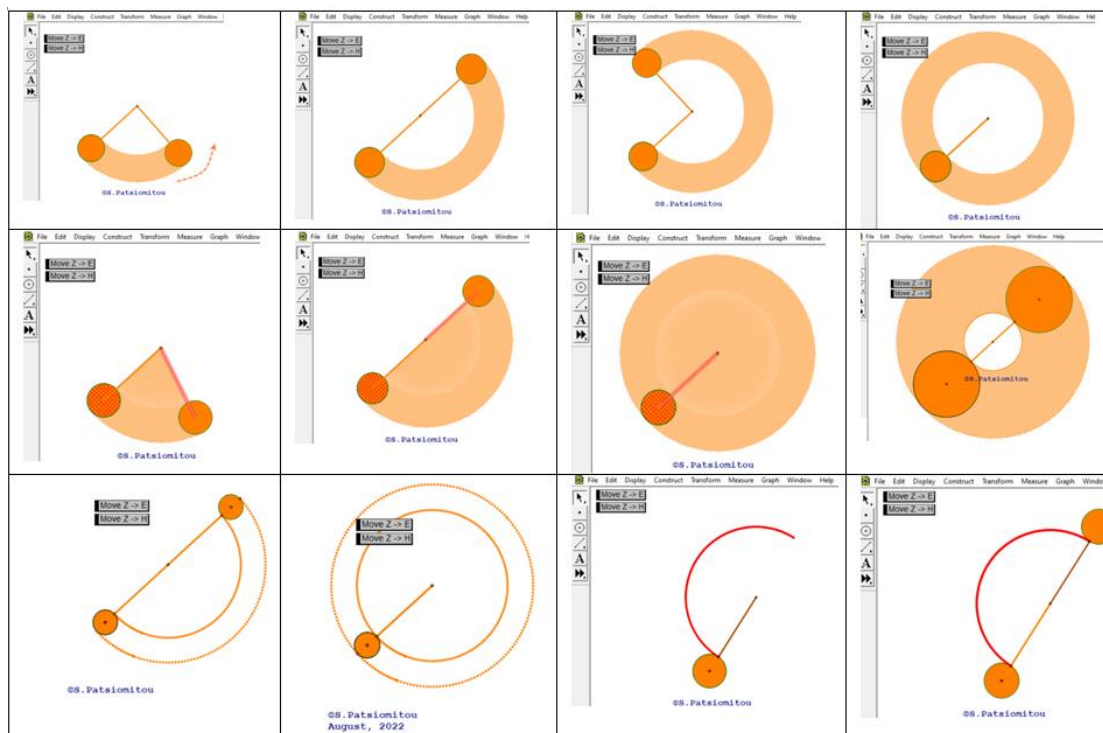 File Edit Display Construct Transform Measure Graph Window
Move Z -> E
Move Z -> H
A
©S.Patsiomitou
File Edit Display Construct Transform Measure Graph Window
Move Z -> E
Move Z -> H
A
©S.Patsiomitou
File Edit Display Construct Transform Measure Graph Window Help
Move Z -> E
Move Z -> H
A
©S.Patsiomitou
File Edit Display Construct Transform Measure Graph Window Hel
Move Z -> E
Move Z -> H
A
©S.Patsiomitou
File Edit Display Construct Transform Measure Graph Window
Move Z -> E
Move Z -> H
A
©S.Patsiomitou
File Edit Display Construct Transform Measure Graph Window H
Move Z -> E
Move Z -> H
A
©S.Patsiomitou
File Edit Display Construct Transform Measure Graph Window
Move Z -> E
Move Z -> H
A
©S.Patsiomitou
File Edit Display Construct Transform Measure Graph Window
Move Z -> E
Move Z -> H
A
©S.Patsiomitou
Move Z -> E
Move Z -> H
©S.Patsiomitou
Move Z -> E
Move Z -> H
©S.Patsiomitou
August, 2022
File Edit Display Construct Transform Measure Graph Window Help
Move Z -> E
Move Z -> H
A
©S.Patsiomitou
File Edit Display Construct Transform Measure Graph
Move Z -> E
Move Z -> H
A
©S.Patsiomitou